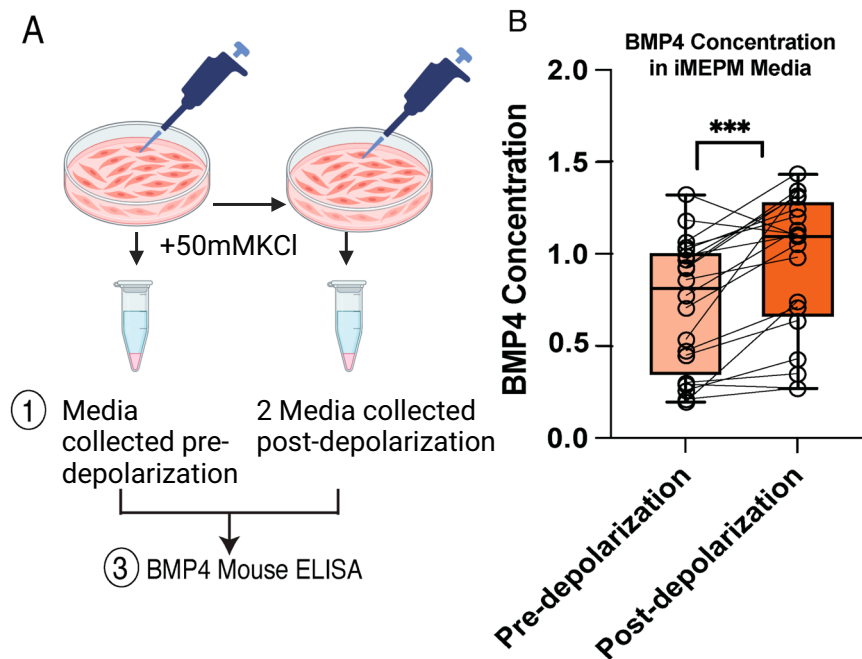 A
+50mMKCl
① Media
collected pre-
depolarization
2 Media collected
post-depolarization
③ BMP4 Mouse ELISA
B
BMP4 Concentration
in iMEPM Media
***
BMP4 Concentration
2.0
1.5
1.0
0.5
0.0
Pre-depolarization
Post-depolarization